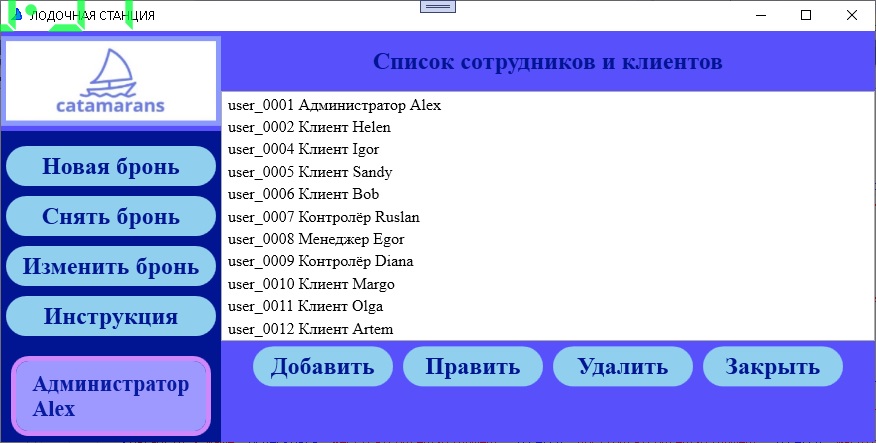 ЛОДОЧНАЯ СТАНЦИЯ
catamarans
Новая бронь
Снять бронь
Изменить бронь
Инструкция
Администратор
Alex
Список сотрудников и клиентов
user_0001 Администратор Alex
user_0002 Клиент Helen
user_0004 Клиент Igor
user_0005 Клиент Sandy
user_0006 Клиент Bob
user_0007 Контролёр Ruslan
user_0008 Менеджер Egor
user_0009 Контролёр Diana
user_0010 Клиент Margo
user_0011 Клиент Olga
user_0012 Клиент Artem
Добавить
Править
Удалить
Закрыть